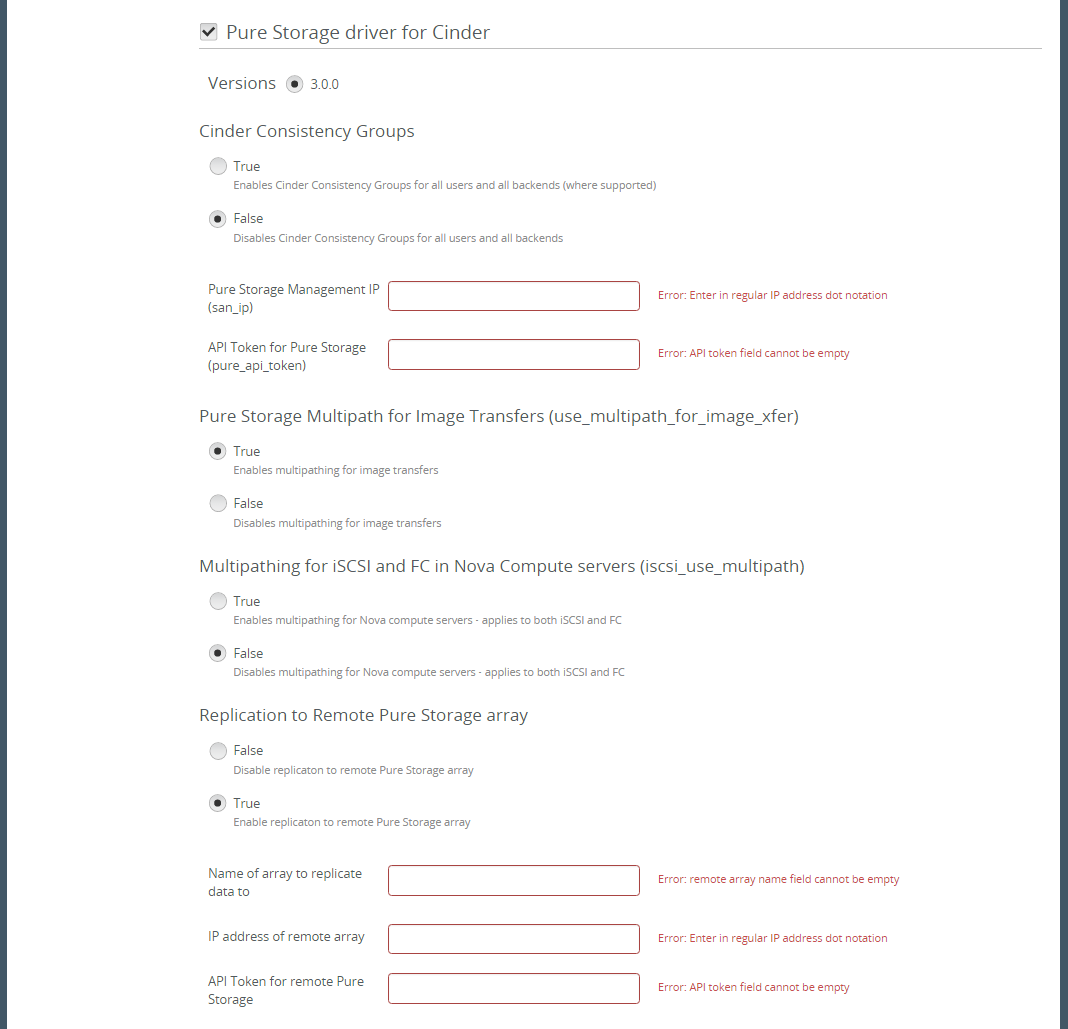 Pure Storage driver for Cinder
Versions 3.0.0
Cinder Consistency Groups
True
Enables Cinder Consistency Groups for all users and all backends (where supported)
False
Disables Cinder Consistency Groups for all users and all backends
Pure Storage Management IP
(san_ip)
Error: Enter in regular IP address dot notation
API Token for Pure Storage
(pure_api_token)
Error: API token field cannot be empty
Pure Storage Multipath for Image Transfers (use_multipath_for_image_xfer)
True
Enables multipathing for image transfers
False
Disables multipathing for image transfers
Multipathing for iSCSI and FC in Nova Compute servers (iscsi_use_multipath)
True
Enables multipathing for Nova compute servers - applies to both iSCSI and FC
False
Disables multipathing for Nova compute servers - applies to both iSCSI and FC
Replication to Remote Pure Storage array
False
Disable replicaton to remote Pure Storage array
True
Enable replicaton to remote Pure Storage array
Name of array to replicate
data to
Error: remote array name field cannot be empty
IP address of remote array
Error: Enter in regular IP address dot notation
API Token for remote Pure
Storage
Error: API token field cannot be empty